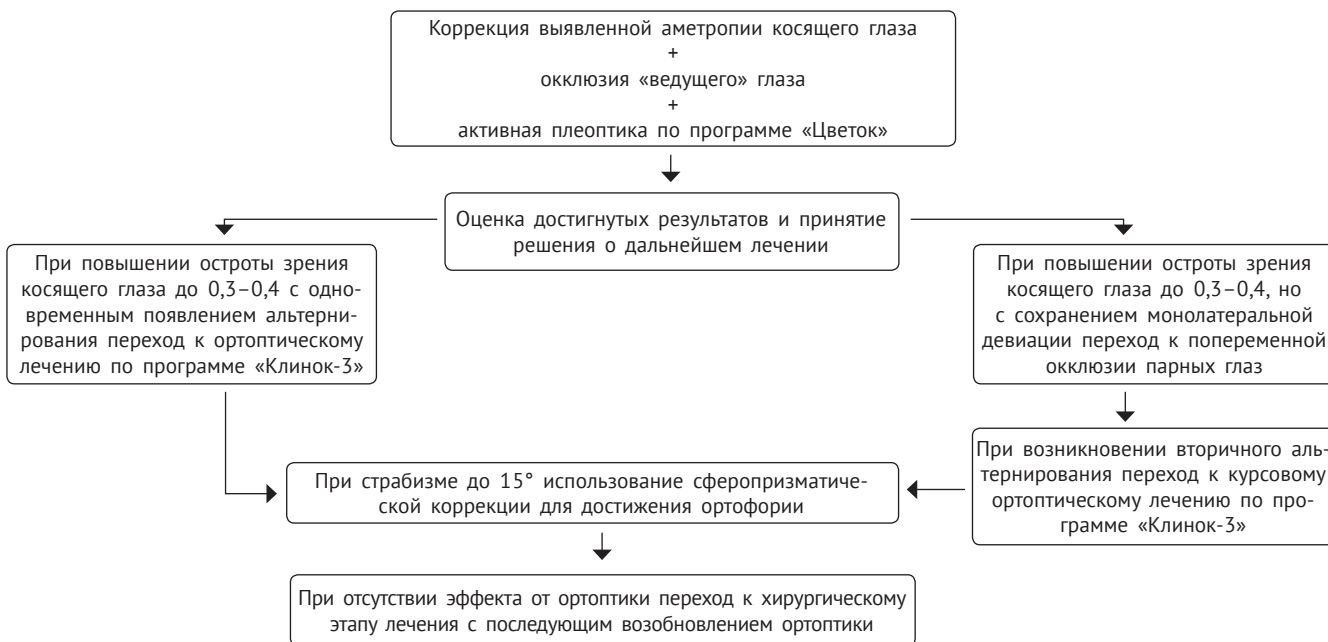 Коррекция выявленной аметропии косящего глаза
+
окклюзия «ведущего» глаза
+
активная плеоптика по программе «Цветок»
Оценка достигнутых результатов и принятие
решения о дальнейшем лечении
При повышении остроты зрения
косящего глаза до 0,3–0,4 с одно-
временным появлением альтерни-
рования переход к ортоптическому
лечению по программе «Клинок-3»
При повышении остроты зрения
косящего глаза до 0,3–0,4, но
с сохранением монолатеральной
девиации переход к попеременной
окклюзии парных глаз
При возникновении вторичного аль-
тернирования переход к курсовому
ортоптическому лечению по про-
грамме «Клинок-3»
При страбизме до 15° использование сферопризматиче-
ской коррекции для достижения ортофории
При отсутствии эффекта от ортоптики переход к хирургическому
этапу лечения с последующим возобновлением ортоптики